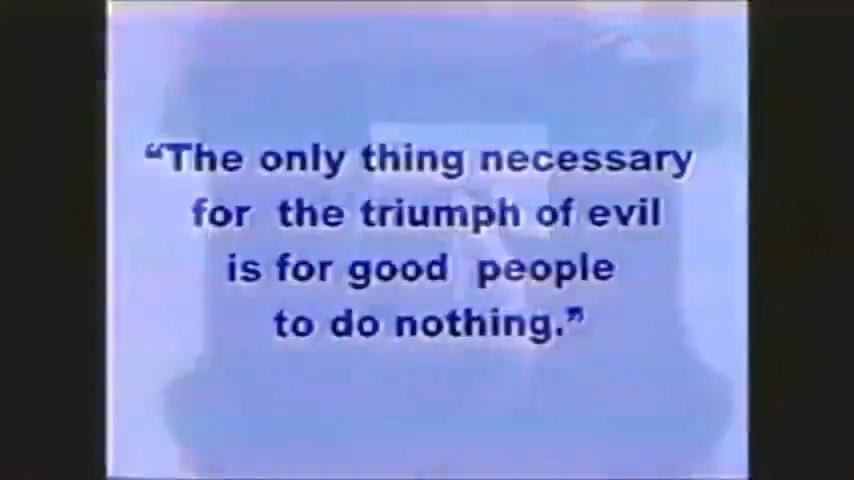 “The only thing necessary
for the triumph of evil
is for good people
to do nothing.”